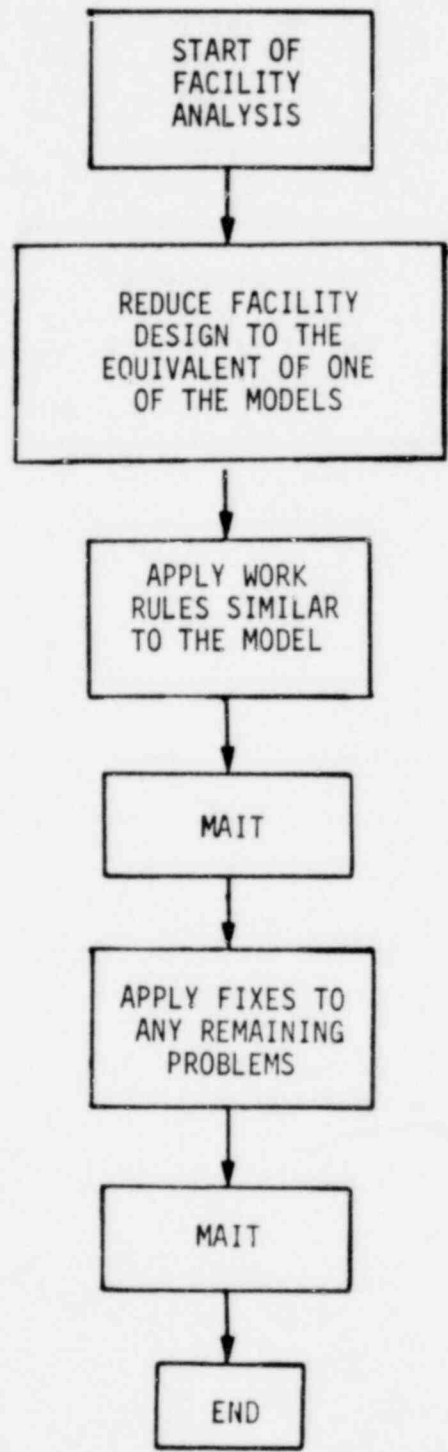 START OF
FACILITY
ANALYSIS
REDUCE FACILITY
DESIGN TO THE
EQUIVALENT OF ONE
OF THE MODELS
APPLY WORK
RULES SIMILAR
TO THE MODEL
MAIT
APPLY FIXES TO
ANY REMAINING
PROBLEMS
MAIT
END